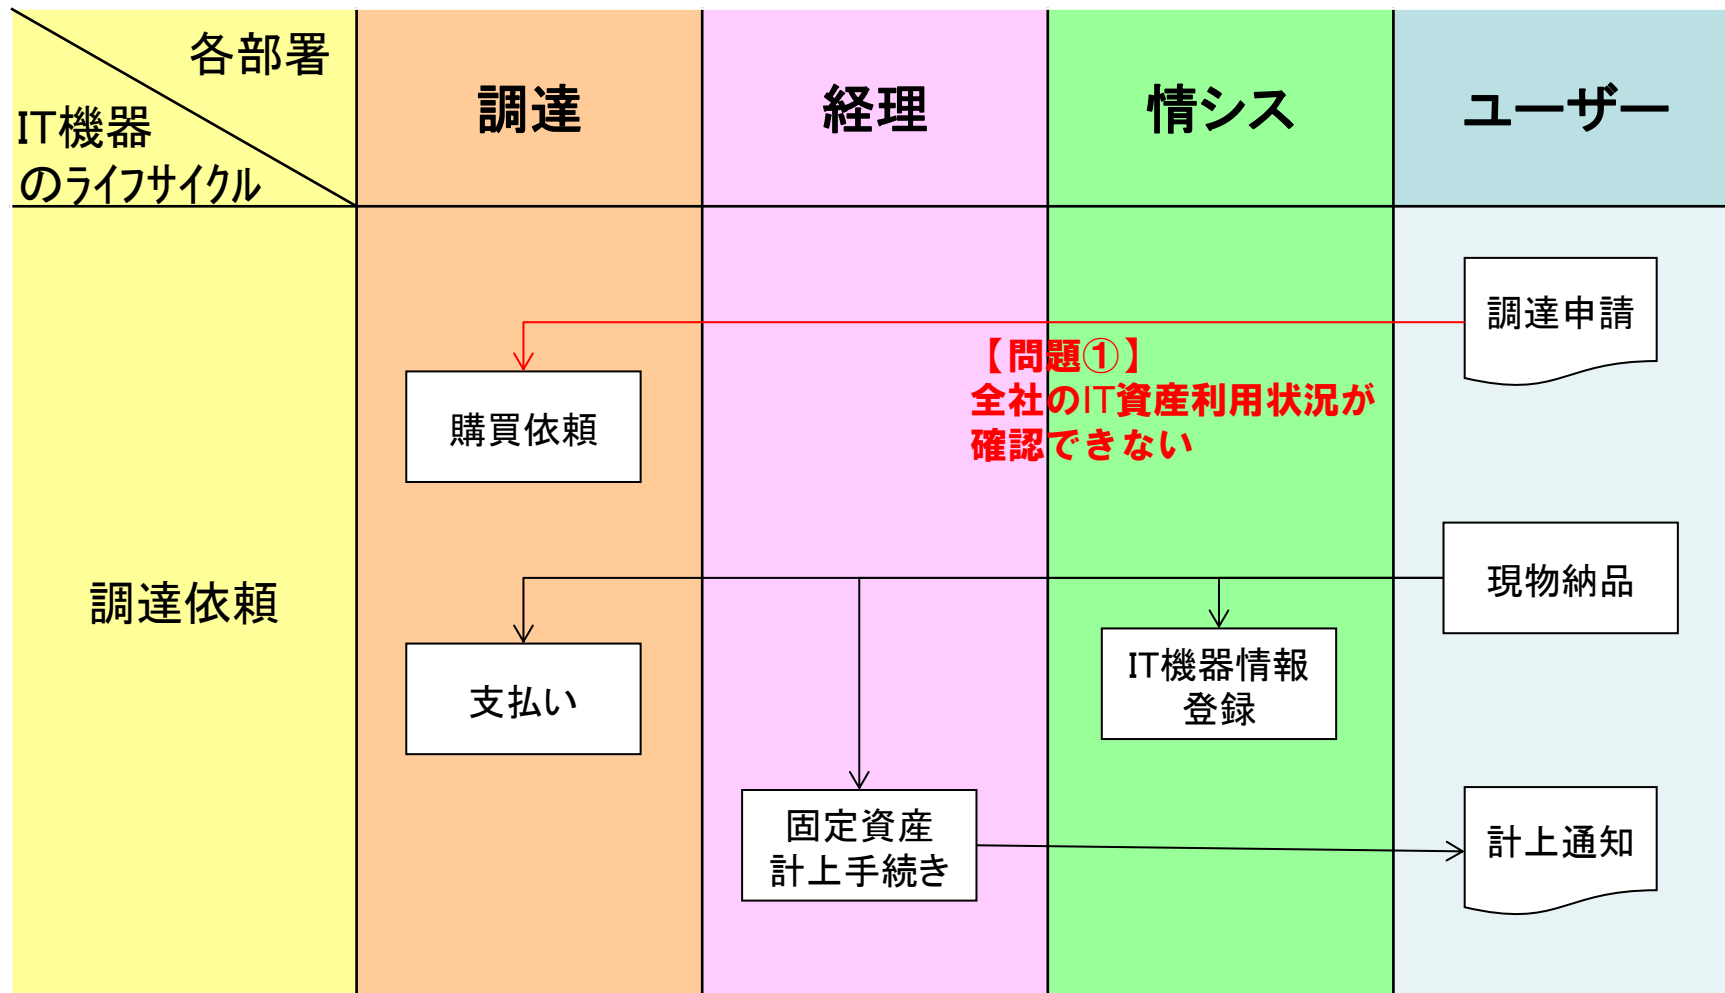 各部署
IT機器
のライフサイクル
調達
経理
情シス
ユーザー
調達依頼
調達申請
【問題①】
全社のIT資産利用状況が
確認できない
購買依頼
現物納品
支払い
IT機器情報
登録
固定資産
計上手続き
計上通知